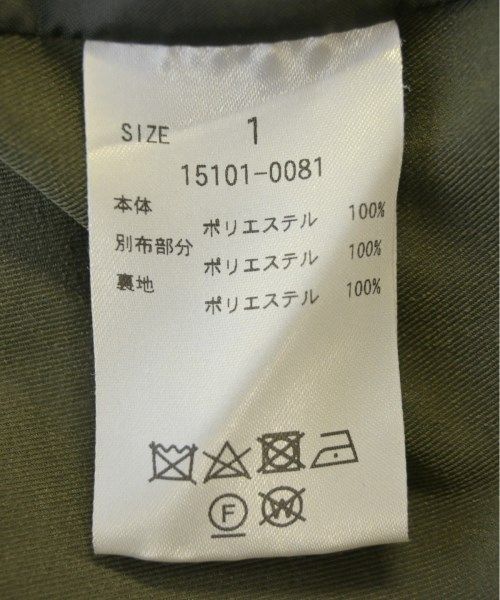 SIZE 1
15101-0081
本体 ポリエステル 100%
別布部分 ポリエステル 100%
裏地 ポリエステル 100%
F W